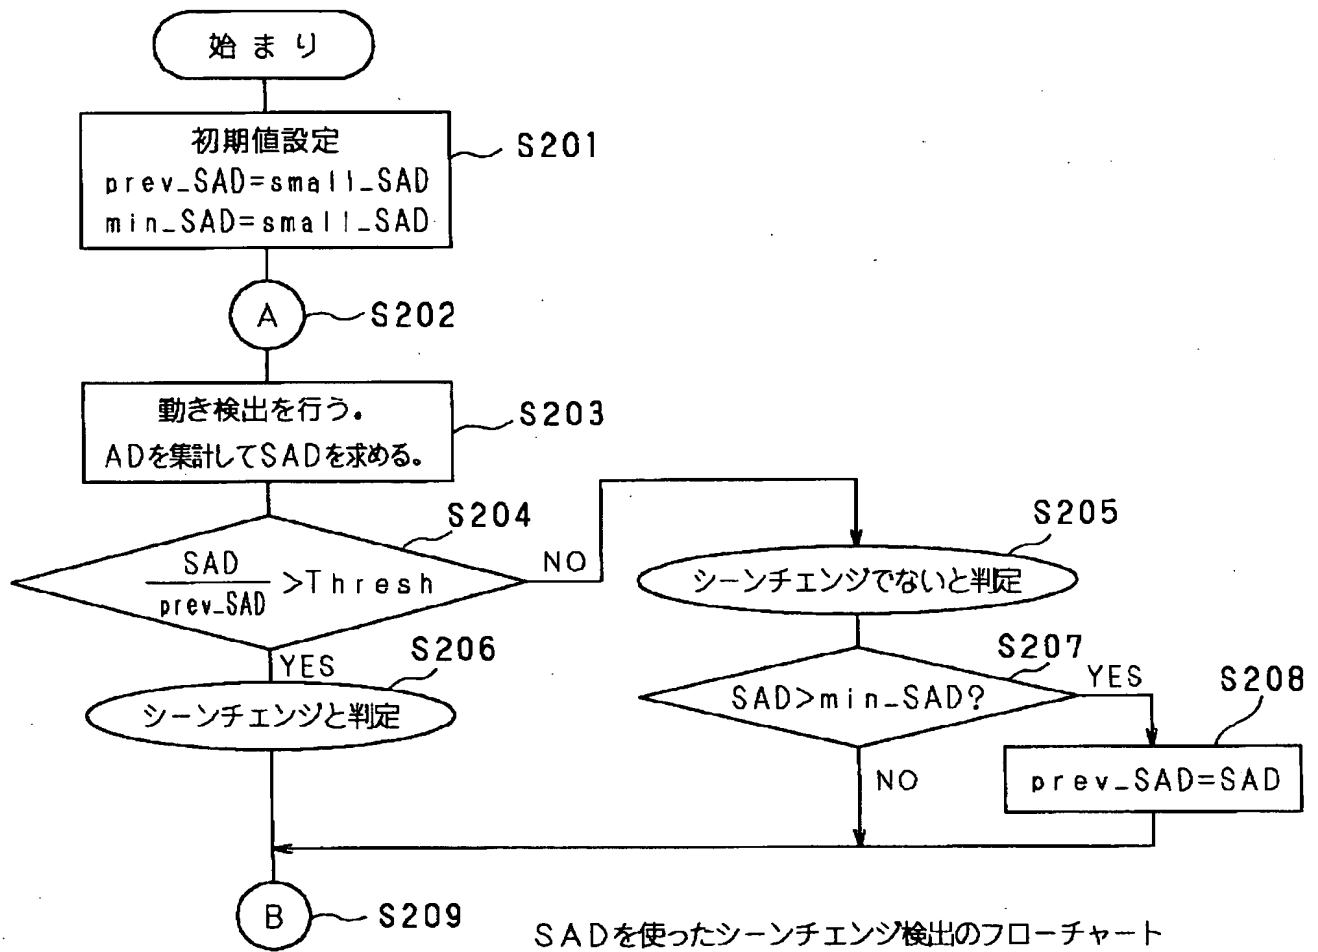 始まり
初期値設定
prev_SAD=small_SAD
min_SAD=small_SAD
S201
A
S202
動き検出を行う。
ADを集計してSADを求める。
S203
S204
SAD
prev_SAD
>Thresh
NO
YES
S205
シーンチェンジでないと判定
S206
シーンチェンジと判定
S207
SAD>min_SAD?
YES
NO
S208
prev_SAD=SAD
B
S209
SADを使ったシーンチェンジ検出のフローチャート